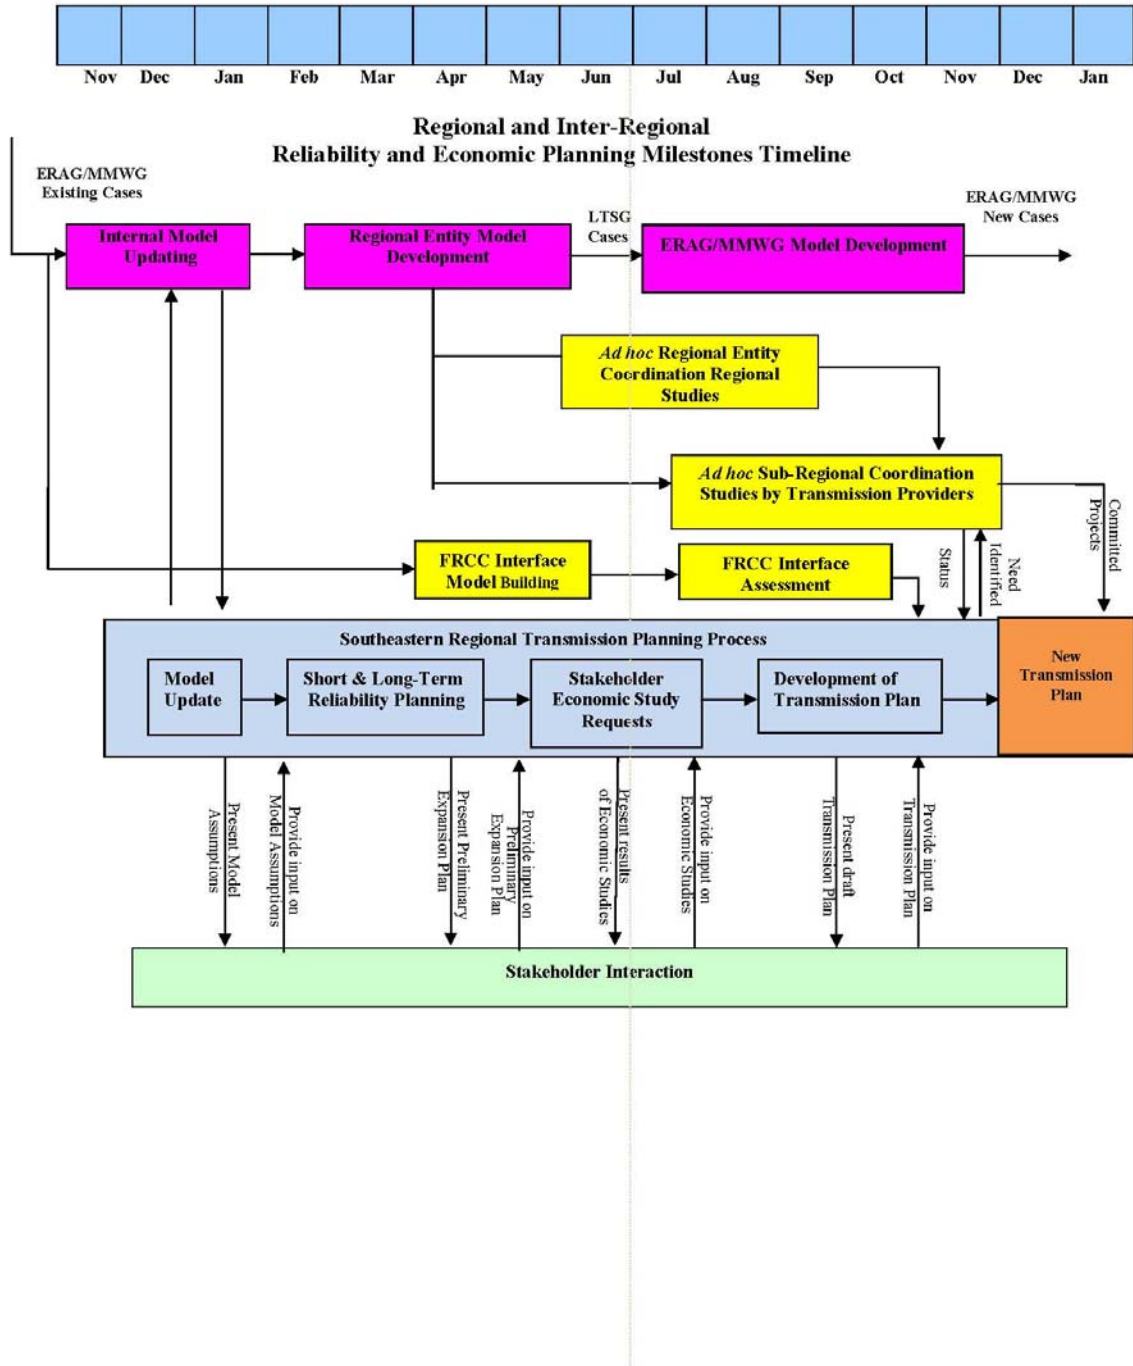 Nov Dec Jan Feb Mar Apr May Jun Jul Aug Sep Oct Nov Dec Jan
Regional and Inter-Regional
Reliability and Economic Planning Milestones Timeline
ERAG/MMWG
Existing Cases
LTSG
Cases
ERAG/MMWG
New Cases
Internal Model
Updating
Regional Entity Model
Development
ERAG/MMWG Model Development
Ad hoc Regional Entity
Coordination Regional
Studies
Ad hoc Sub-Regional Coordination
Studies by Transmission Providers
Committed
Projects
FRCC Interface
Model Building
FRCC Interface
Assessment
Status
Need
Identified
Southeastern Regional Transmission Planning Process
Model
Update
Short & Long-Term
Reliability Planning
Stakeholder
Economic Study
Requests
Development of
Transmission Plan
New
Transmission
Plan
Present Model
Assumptions
Provide input on
Model Assumptions
Present Preliminary
Expansion Plan
Provide input on
Preliminary
Expansion Plan
Present results
of Economic Studies
Provide input on
Economic Studies
Present draft
Transmission Plan
Provide input on
Transmission Plan
Stakeholder Interaction